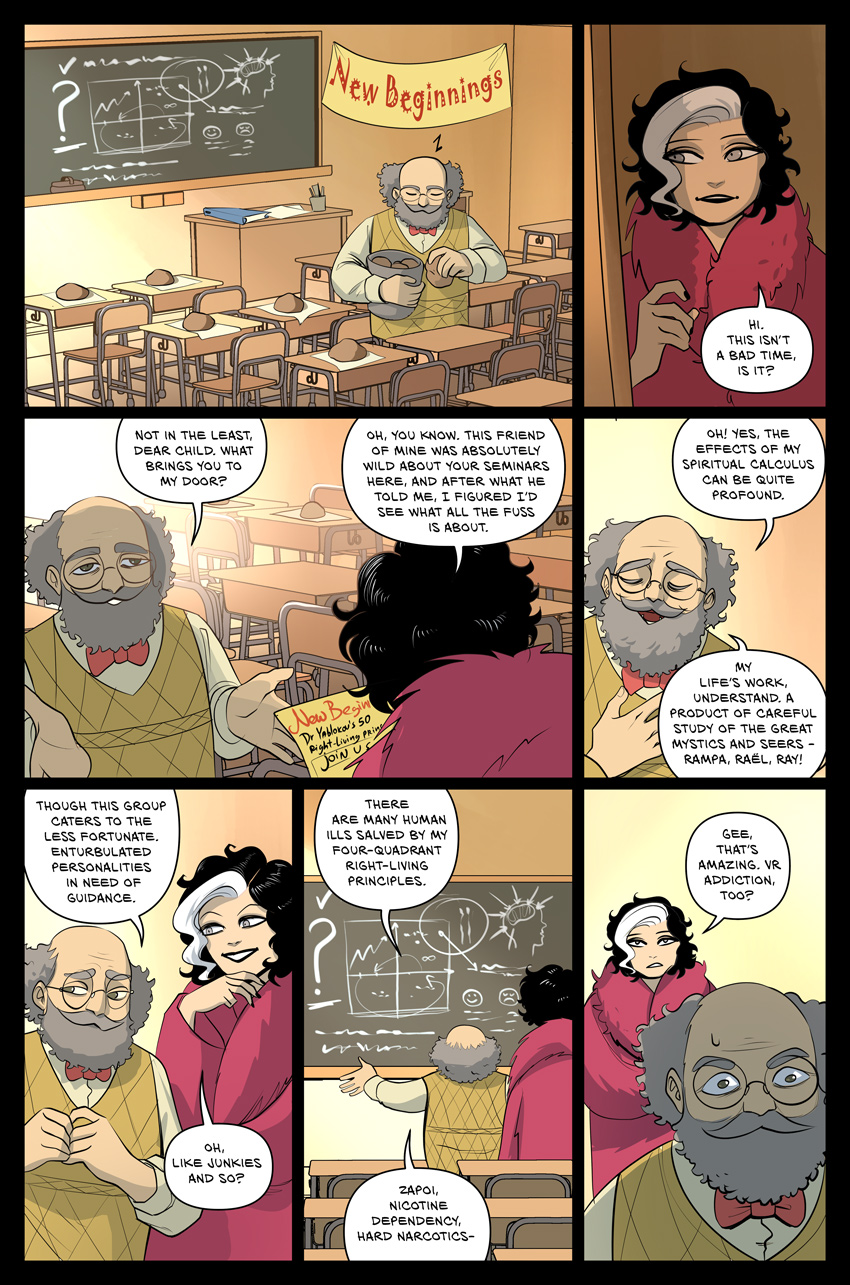 New Beginnings
Z
HI.
THIS ISN'T
A BAD TIME,
IS IT?
NOT IN THE LEAST,
DEAR CHILD. WHAT
BRINGS YOU TO
MY DOOR?
OH, YOU KNOW. THIS FRIEND
OF MINE WAS ABSOLUTELY
WILD ABOUT YOUR SEMINARS
HERE, AND AFTER WHAT HE
TOLD ME, I FIGURED I'D
SEE WHAT ALL THE FUSS
IS ABOUT.
New Begin
Dr Yablokov's 50
Right-Living Prin
JOIN US
OH! YES, THE
EFFECTS OF MY
SPIRITUAL CALCULUS
CAN BE QUITE
PROFOUND.
MY
LIFE'S WORK,
UNDERSTAND. A
PRODUCT OF CAREFUL
STUDY OF THE GREAT
MYSTICS AND SEERS –
RAMPA, RAËL, RAY!
THOUGH THIS GROUP
CATERS TO THE
LESS FORTUNATE.
ENTURBULATED
PERSONALITIES
IN NEED OF
GUIDANCE.
OH,
LIKE JUNKIES
AND SO?
THERE
ARE MANY HUMAN
ILLS SALVED BY MY
FOUR-QUADRANT
RIGHT-LIVING
PRINCIPLES.
?
ZAPOI,
NICOTINE
DEPENDENCY,
HARD NARCOTICS–
GEE,
THAT'S
AMAZING. VR
ADDICTION,
TOO?